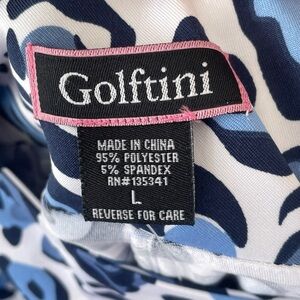 Golftini
MADE IN CHINA
95% POLYESTER
5% SPANDEX
RN#135341
L
REVERSE FOR CARE